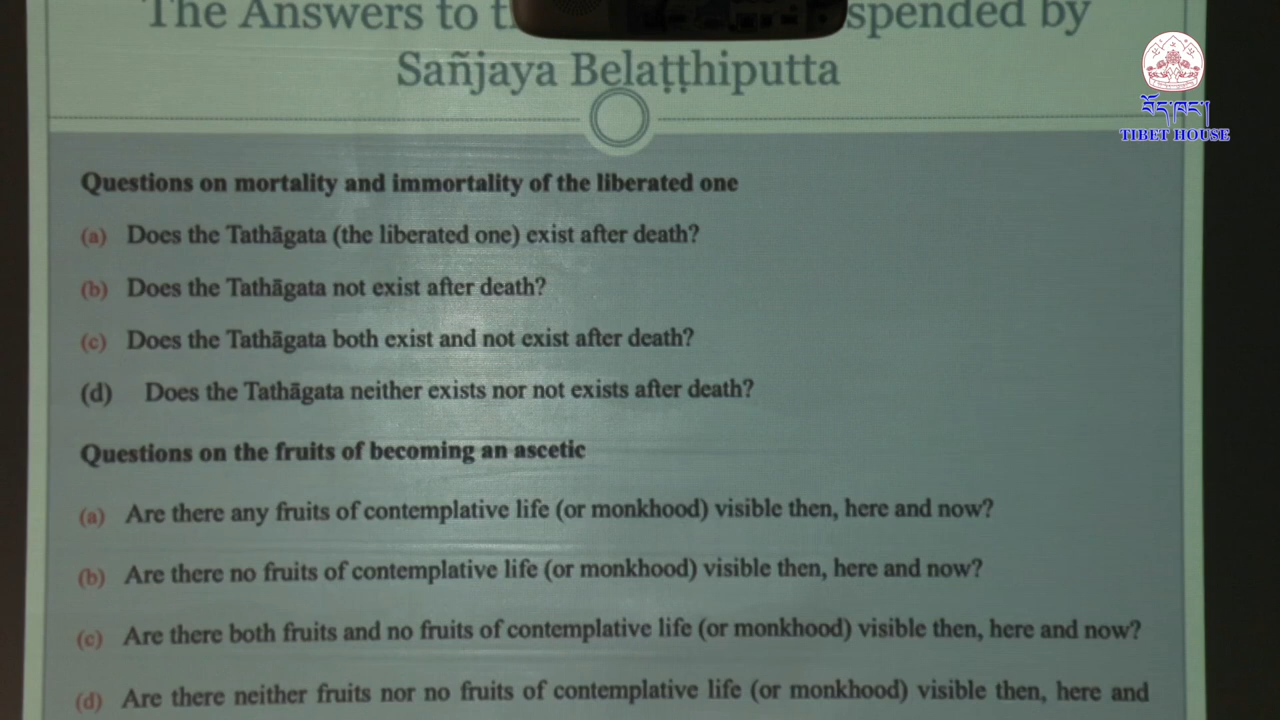 The Answers to t spended by
Sañjaya Belaṭṭhiputta
བོད་ཁང་།
TIBET HOUSE
Questions on mortality and immortality of the liberated one
(a) Does the Tathāgata (the liberated one) exist after death?
(b) Does the Tathāgata not exist after death?
(c) Does the Tathāgata both exist and not exist after death?
(d) Does the Tathāgata neither exists nor not exists after death?
Questions on the fruits of becoming an ascetic
(a) Are there any fruits of contemplative life (or monkhood) visible then, here and now?
(b) Are there no fruits of contemplative life (or monkhood) visible then, here and now?
(c) Are there both fruits and no fruits of contemplative life (or monkhood) visible then, here and now?
(d) Are there neither fruits nor no fruits of contemplative life (or monkhood) visible then, here and